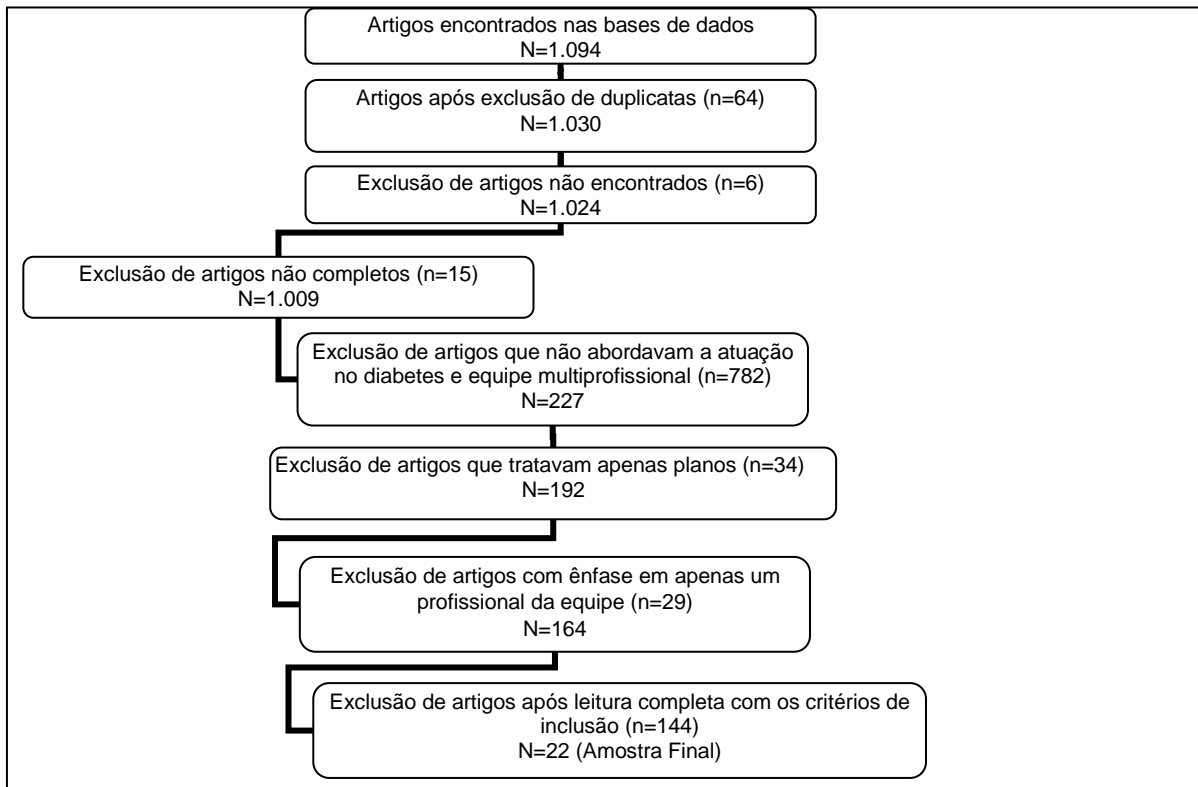 Artigos encontrados nas bases de dados
N=1.094
Artigos após exclusão de duplicatas (n=64)
N=1.030
Exclusão de artigos não encontrados (n=6)
N=1.024
Exclusão de artigos não completos (n=15)
N=1.009
Exclusão de artigos que não abordavam a atuação
no diabetes e equipe multiprofissional (n=782)
N=227
Exclusão de artigos que tratavam apenas planos (n=34)
N=192
Exclusão de artigos com ênfase em apenas um
profissional da equipe (n=29)
N=164
Exclusão de artigos após leitura completa com os critérios de
inclusão (n=144)
N=22 (Amostra Final)